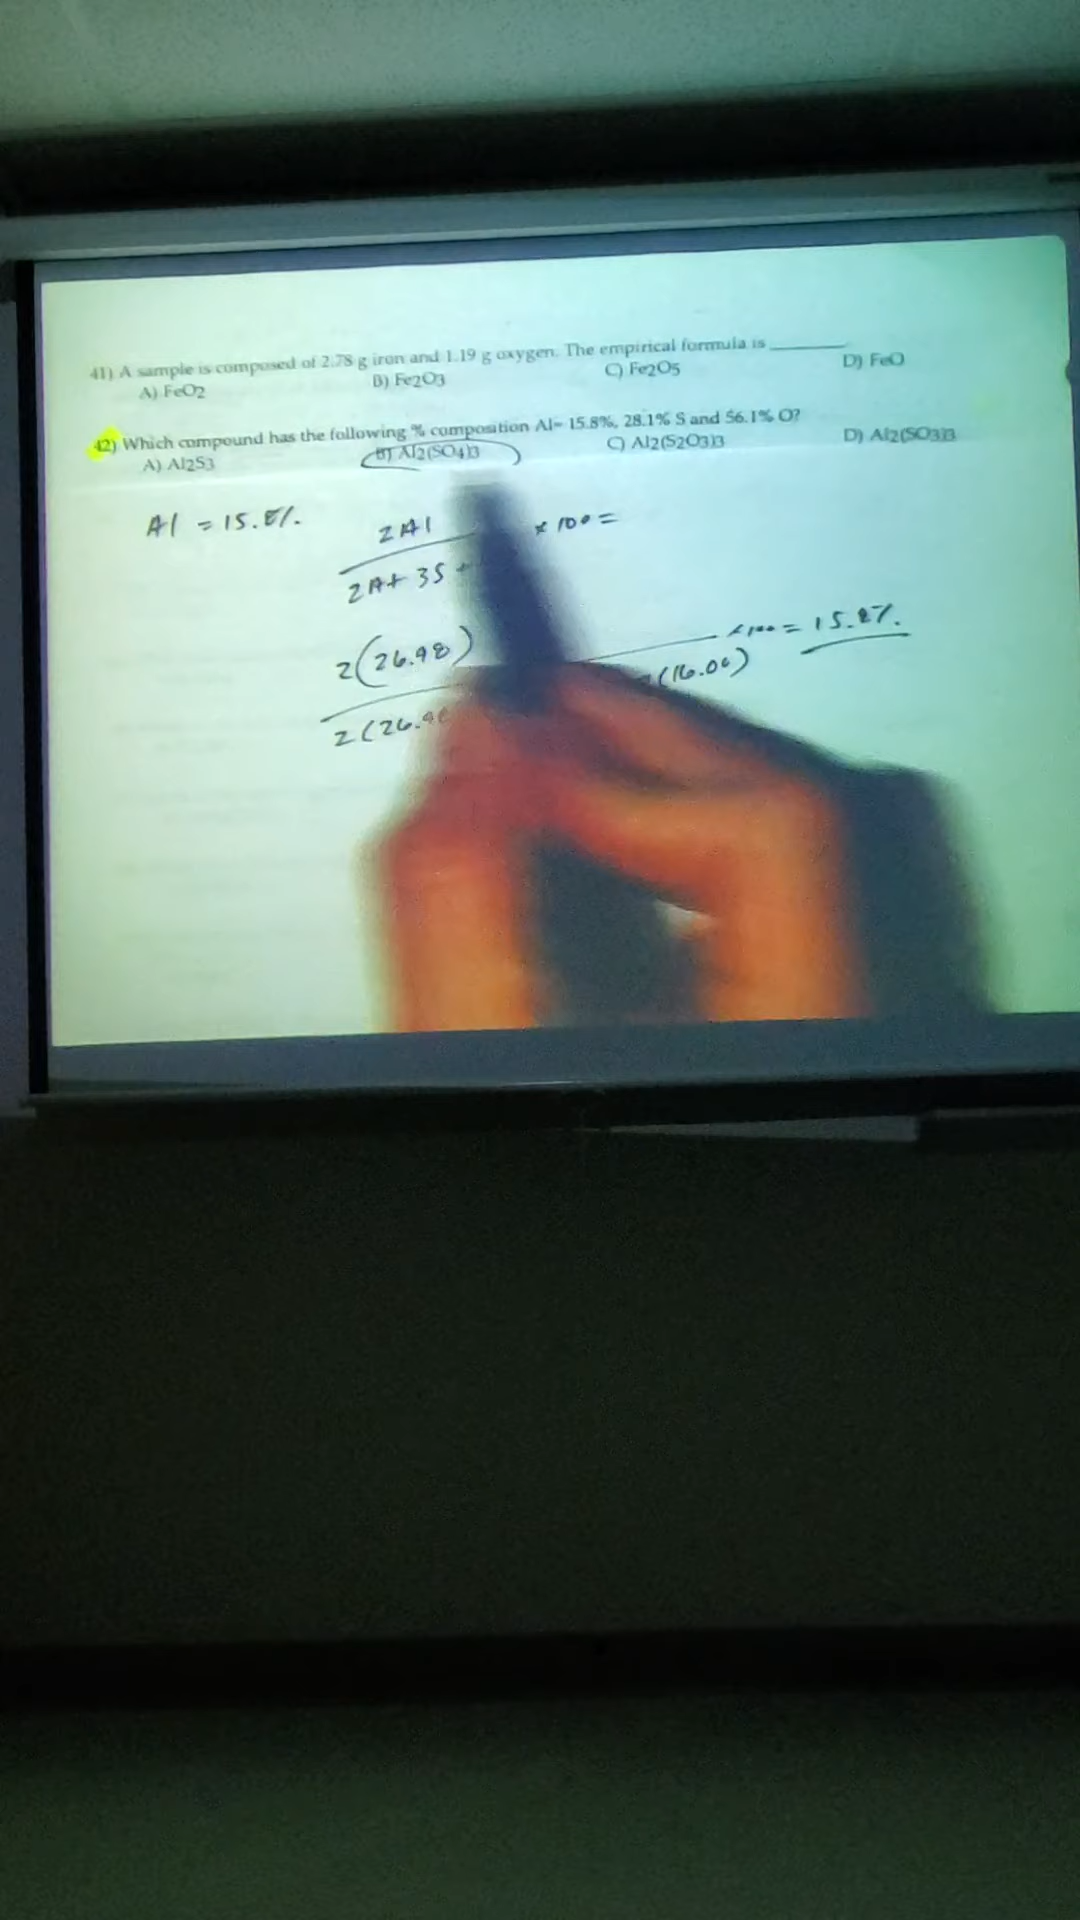 41) A sample is composed of 2.78 g iron and 1.19 g oxygen. The empirical formula is ________.
A) FeO2 B) Fe2O3 C) Fe2O5 D) FeO
42) Which compound has the following % composition Al= 15.8%, 28.1% S and 56.1% O?
A) Al2S3 B) Al2(SO4)3 C) Al2(S2O3)3 D) Al2(SO3)3
Al = 15.8%.
2Al × 100 =
2A+ 3S +
2(26.98) ×100 = 15.8%.
2(26.9 (16.00)